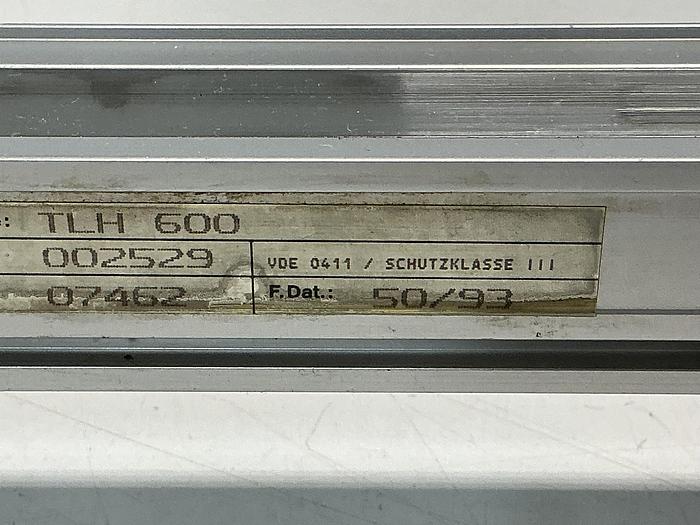 : TLH 600
002529 VDE 0411 / SCHUTZKLASSE III
07462 F.Dat.: 50/93